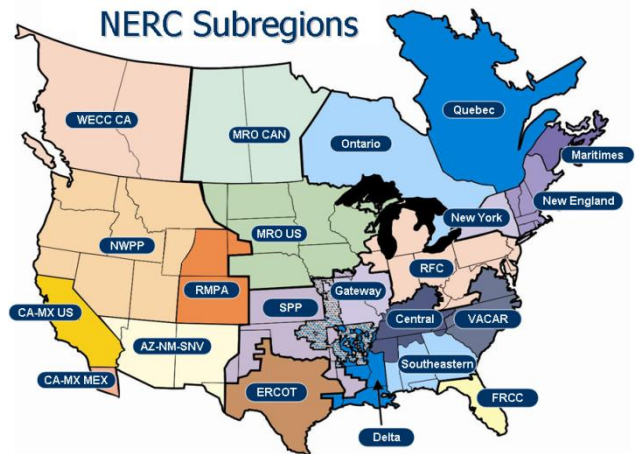 NERC Subregions
WECC CA
MRO CAN
Ontario
Quebec
Maritimes
New England
New York
NWPP
MRO US
RFC
RMPA
SPP
Gateway
CA-MX US
Central
VACAR
AZ-NM-SNV
Southeastern
CA-MX MEX
ERCOT
FRCC
Delta